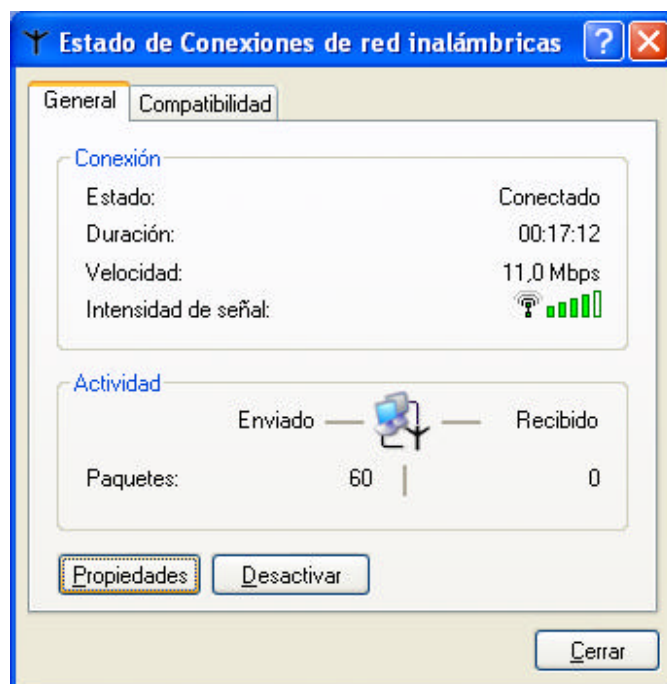 Estado de Conexiones de red inalámbricas
General Compatibilidad
Conexión
Estado: Conectado
Duración: 00:17:12
Velocidad: 11,0 Mbps
Intensidad de señal:
Actividad
Enviado Recibido
Paquetes: 60 0
Propiedades Desactivar
Cerrar